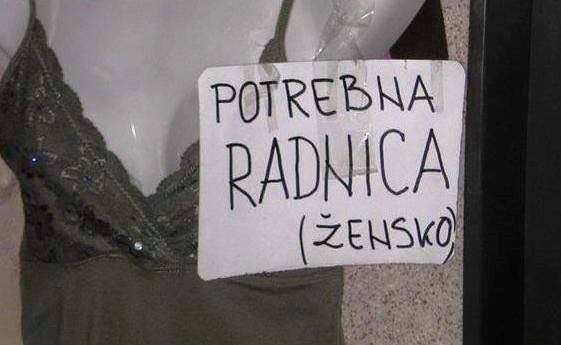 POTREBNA
RADNICA
(ŽENSKO)